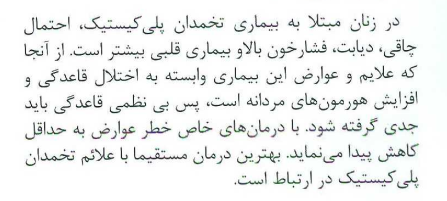 در زنان مبتلا به بیماری تخمدان پلی‌کیستیک، احتمال
چاقی، دیابت، فشارخون بالاو بیماری قلبی بیشتر است. از آنجا
که علایم و عوارض این بیماری وابسته به اختلال قاعدگی و
افزایش هورمون‌های مردانه است، پس بی نظمی قاعدگی باید
جدی گرفته شود. با درمان‌های خاص خطر عوارض به حداقل
کاهش پیدا می‌نماید. بهترین درمان مستقیما با علائم تخمدان
پلی‌کیستیک در ارتباط است.